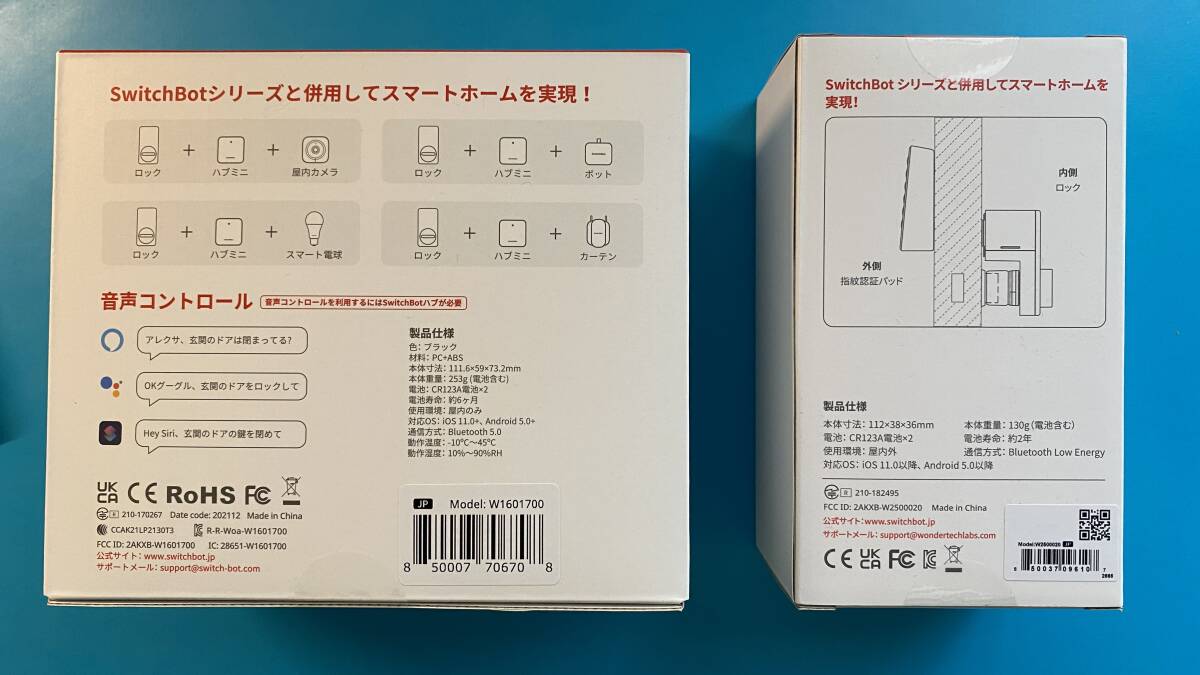 SwitchBotシリーズと併用してスマートホームを実現！
ロック + ハブミニ + 屋内カメラ
ロック + ハブミニ + ボット
ロック + ハブミニ + スマート電球
ロック + ハブミニ + カーテン
音声コントロール 音声コントロールを利用するにはSwitchBotハブが必要
アレクサ、玄関のドアは閉まってる?
OKグーグル、玄関のドアをロックして
Hey Siri、玄関のドアの鍵を閉めて
製品仕様
色：ブラック
材料：PC+ABS
本体寸法：111.6×59×73.2mm
本体重量：253g (電池含む)
電池：CR123A電池×2
電池寿命：約6ヶ月
使用環境：屋内のみ
対応OS：iOS 11.0+、Android 5.0+
通信方式：Bluetooth 5.0
動作温度：-10℃～45℃
動作湿度：10%～90%RH
UK CA CE RoHS FC
R 210-170267 Date code: 202112 Made in China
CCAK21LP2130T3 R-R-Woa-W1601700
FCC ID: 2AKXB-W1601700 IC: 28651-W1601700
公式サイト：www.switchbot.jp
サポートメール：support@switch-bot.com
JP Model: W1601700
8 50007 70670 8
SwitchBot シリーズと併用してスマートホームを
実現！
内側
ロック
外側
指紋認証パッド
製品仕様
本体寸法：112×38×36mm 本体重量：130g（電池含む）
電池：CR123A電池×2 電池寿命：約2年
使用環境：屋内外 通信方式：Bluetooth Low Energy
対応OS：iOS 11.0以降、Android 5.0以降
R 210-182495
FCC ID: 2AKXB-W2500020 Made in China
公式サイト：www.switchbot.jp
サポートメール：support@wondertechlabs.com
CE UK CA FC
Model:W2500020 JP
8 50037 09610 7
2865